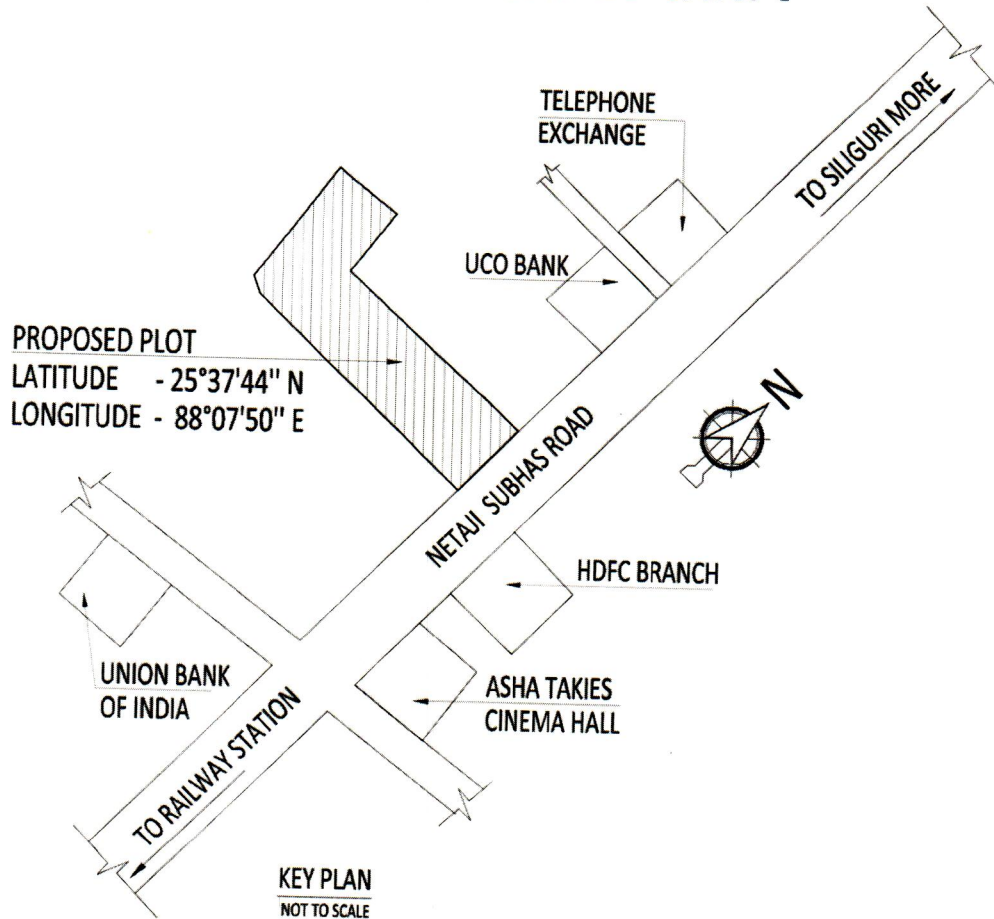 TELEPHONE
EXCHANGE
TO SILIGURI MORE
UCO BANK
PROPOSED PLOT
LATITUDE - 25°37'44" N
LONGITUDE - 88°07'50" E
N
NETAJI SUBHAS ROAD
HDFC BRANCH
UNION BANK
OF INDIA
ASHA TAKIES
CINEMA HALL
TO RAILWAY STATION
KEY PLAN
NOT TO SCALE